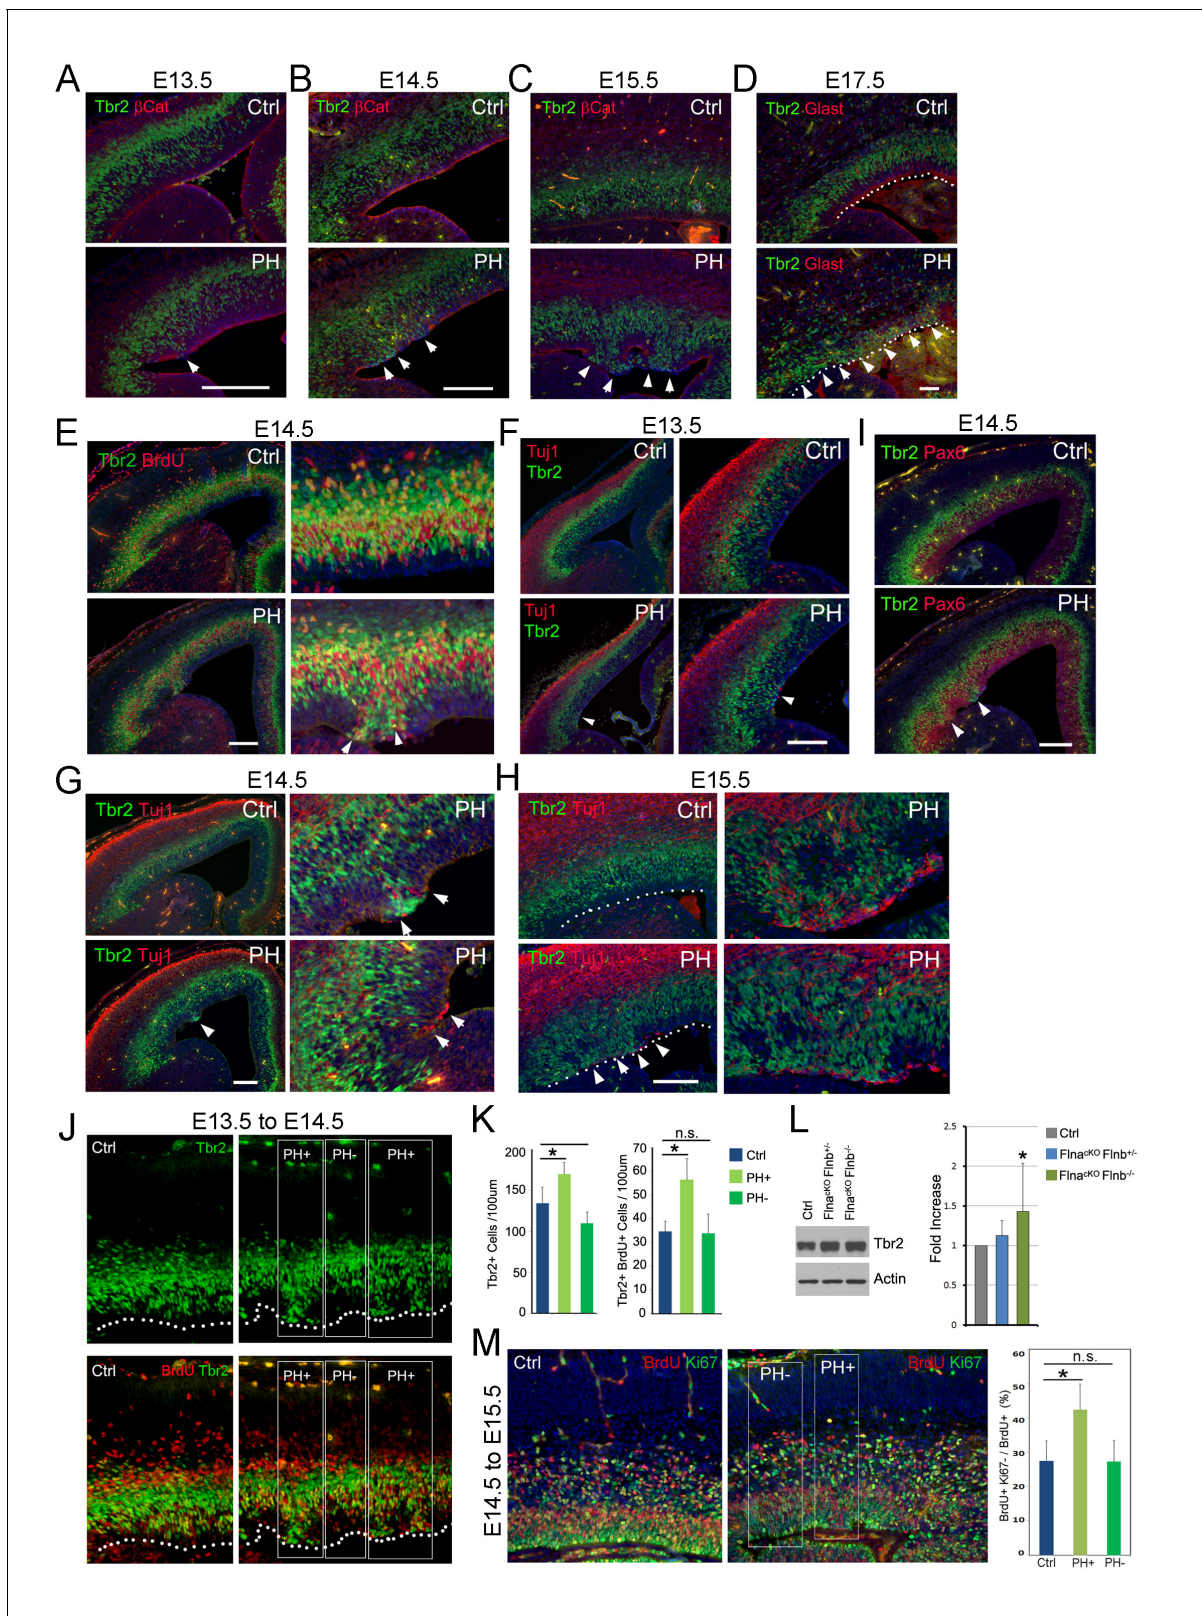 A
E13.5
B
E14.5
C
E15.5
D
E17.5
Tbr2 βCat
Ctrl
Tbr2 βCat
Ctrl
Tbr2 βCat
Ctrl
Tbr2 Glast
Ctrl
PH
PH
PH
Tbr2 Glast
PH
E
E14.5
F
E13.5
I
E14.5
Tbr2 BrdU
Ctrl
Tuj1
Tbr2
Ctrl
Ctrl
Tbr2 Pax6
Ctrl
PH
Tuj1
Tbr2
PH
PH
Tbr2 Pax6
PH
G
E14.5
H
E15.5
Tbr2 Tuj1
Ctrl
PH
Tbr2 Tuj1
Ctrl
PH
Tbr2 Tuj1
PH
PH
Tbr2 Tuj1
PH
PH
J
E13.5 to E14.5
Ctrl
Tbr2
PH+
PH-
PH+
Ctrl
BrdU Tbr2
PH+
PH-
PH+
K
Tbr2+ Cells /100um
200
150
100
50
0
*
Tbr2+ BrdU+ Cells / 100um
70
60
50
40
30
20
10
0
n.s.
*
Ctrl
PH+
PH-
L
Ctrl
Flna^cKO Flnb^+/-
Flna^cKO Flnb^-/-
Tbr2
Actin
Fold Increase
2.5
2
1.5
1
0.5
0
*
Ctrl
Flna^cKO Flnb^+/-
Flna^cKO Flnb^-/-
M
E14.5 to E15.5
Ctrl
BrdU Ki67
BrdU Ki67
PH-
PH+
BrdU+ Ki67- / BrdU+ (%)
60
50
40
30
20
10
0
n.s.
*
Ctrl
PH+
PH-